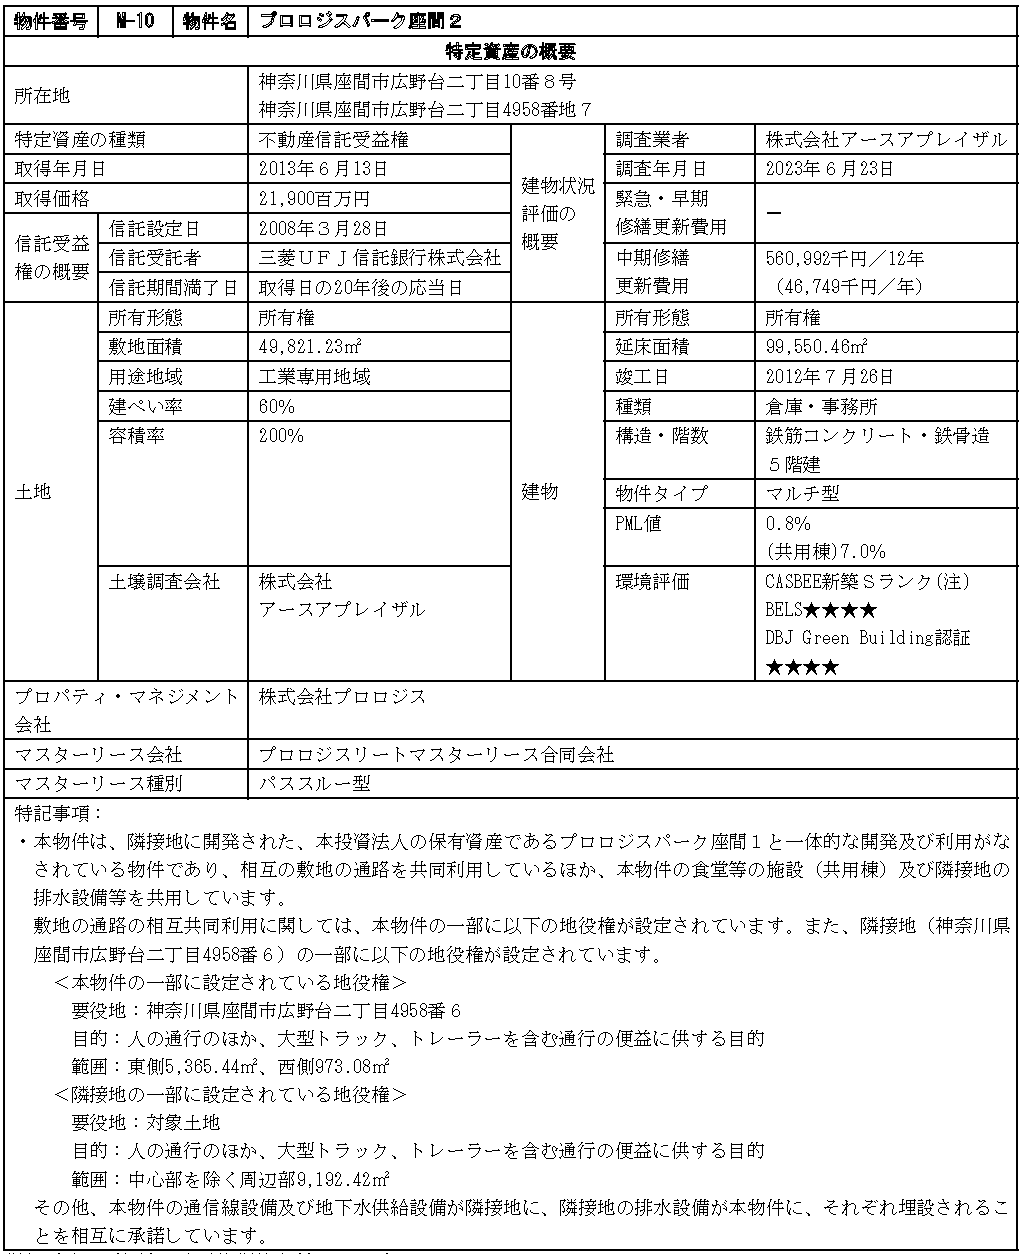 物件番号 M-10 物件名 プロロジスパーク座間2
特定資産の概要
所在地
神奈川県座間市広野台二丁目10番8号
神奈川県座間市広野台二丁目4958番地7
特定資産の種類 不動産信託受益権
取得年月日 2013年6月13日
取得価格 21,900百万円
信託受益
権の概要
信託設定日 2008年3月28日
信託受託者 三菱UFJ信託銀行株式会社
信託期間満了日 取得日の20年後の応当日
建物状況
評価の
概要
調査業者 株式会社アースアプレイザル
調査年月日 2023年6月23日
緊急・早期
修繕更新費用
－
中期修繕
更新費用
560,992千円／12年
（46,749千円／年）
土地
所有形態 所有権
敷地面積 49,821.23㎡
用途地域 工業専用地域
建ぺい率 60%
容積率 200%
土壌調査会社
株式会社
アースアプレイザル
建物
所有形態 所有権
延床面積 99,550.46㎡
竣工日 2012年7月26日
種類 倉庫・事務所
構造・階数
鉄筋コンクリート・鉄骨造
5階建
物件タイプ マルチ型
PML値
0.8%
(共用棟)7.0%
環境評価
CASBEE新築Sランク(注)
BELS★★★★
DBJ Green Building認証
★★★★
プロパティ・マネジメント
会社
株式会社プロロジス
マスターリース会社 プロロジスリートマスターリース合同会社
マスターリース種別 パススルー型
特記事項：
・本物件は、隣接地に開発された、本投資法人の保有資産であるプロロジスパーク座間1と一体的な開発及び利用がな
されている物件であり、相互の敷地の通路を共同利用しているほか、本物件の食堂等の施設（共用棟）及び隣接地の
排水設備等を共用しています。
敷地の通路の相互共同利用に関しては、本物件の一部に以下の地役権が設定されています。また、隣接地（神奈川県
座間市広野台二丁目4958番6）の一部に以下の地役権が設定されています。
＜本物件の一部に設定されている地役権＞
要役地：神奈川県座間市広野台二丁目4958番6
目的：人の通行のほか、大型トラック、トレーラーを含む通行の便益に供する目的
範囲：東側5,365.44㎡、西側973.08㎡
＜隣接地の一部に設定されている地役権＞
要役地：対象土地
目的：人の通行のほか、大型トラック、トレーラーを含む通行の便益に供する目的
範囲：中心部を除く周辺部9,192.42㎡
その他、本物件の通信線設備及び地下水供給設備が隣接地に、隣接地の排水設備が本物件に、それぞれ埋設されるこ
とを相互に承諾しています。